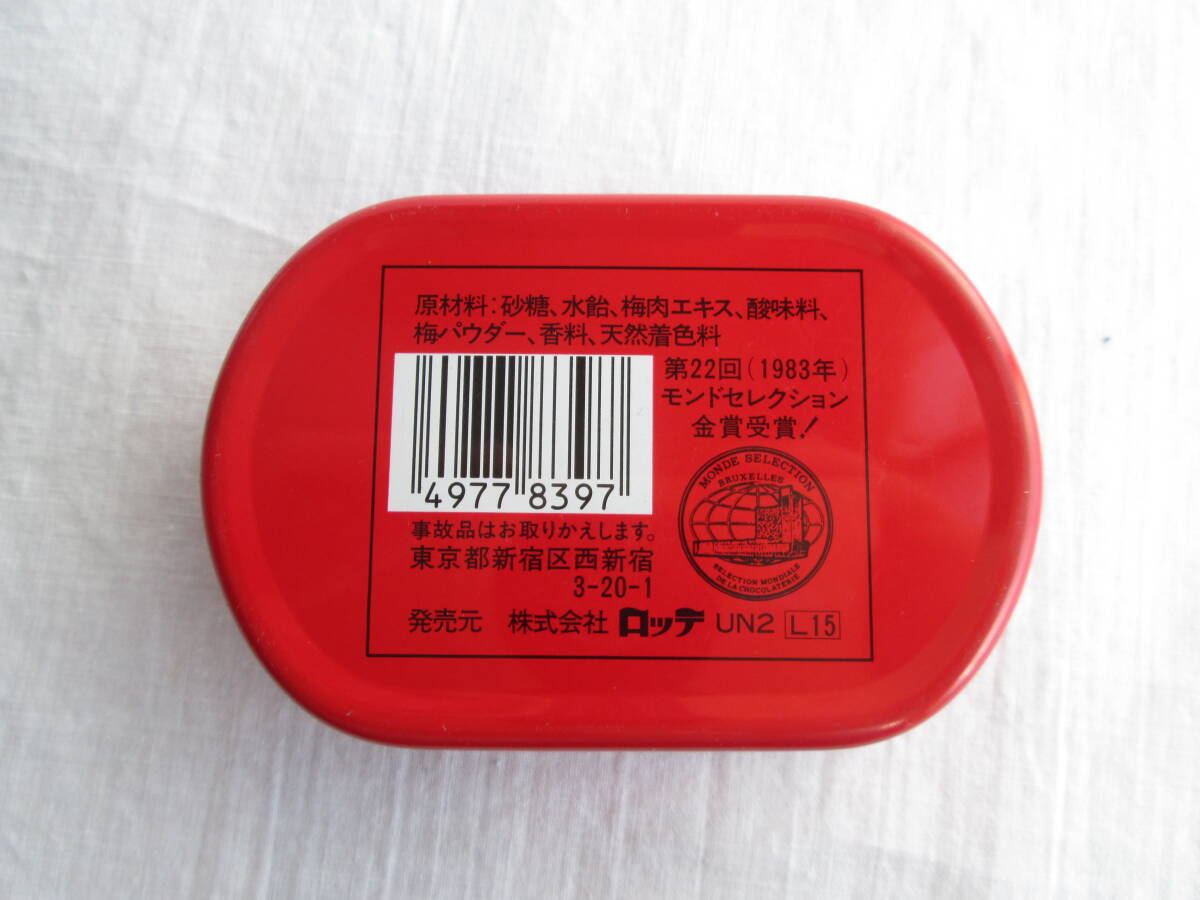 原材料:砂糖、水飴、梅肉エキス、酸味料、
梅パウダー、香料、天然着色料
第22回(1983年)
モンドセレクション
金賞受賞!
MONDE SELECTION
BRUXELLES
SELECTION MONDIALE
DE LA CHOCOLATERIE
4977 8397
事故品はお取りかえします。
東京都新宿区西新宿
3-20-1
発売元 株式会社 ロッテ UN2 L15